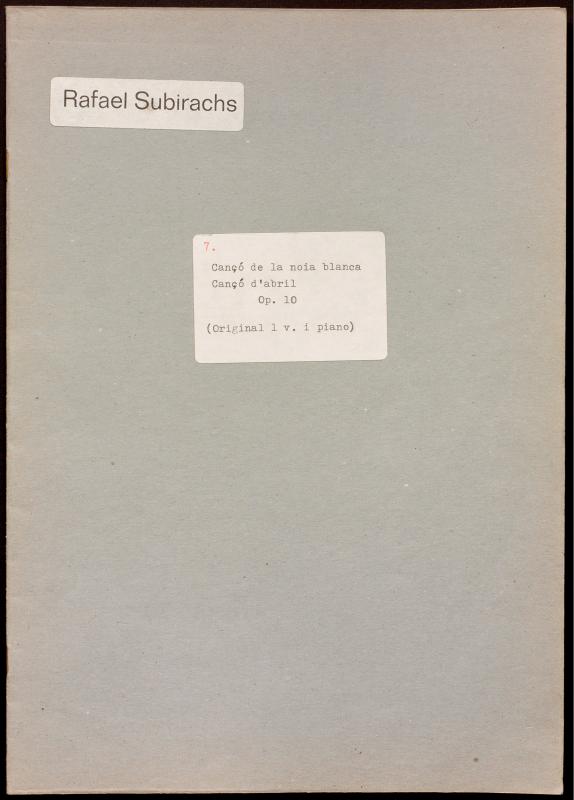 Rafael Subirachs
7.
Cançó de la noia blanca
Cançó d'abril
Op. 10
(Original 1 v. i piano)